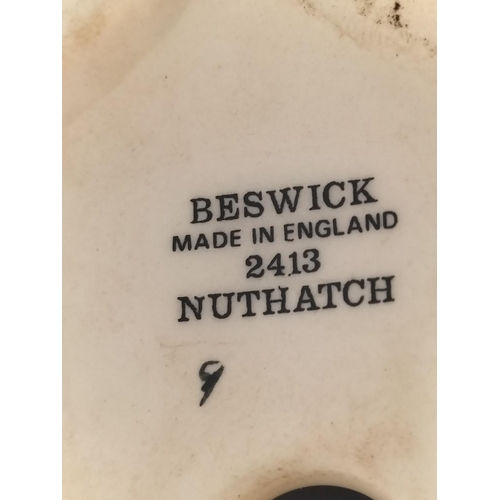 BESWICK
MADE IN ENGLAND
2413
NUTHATCH